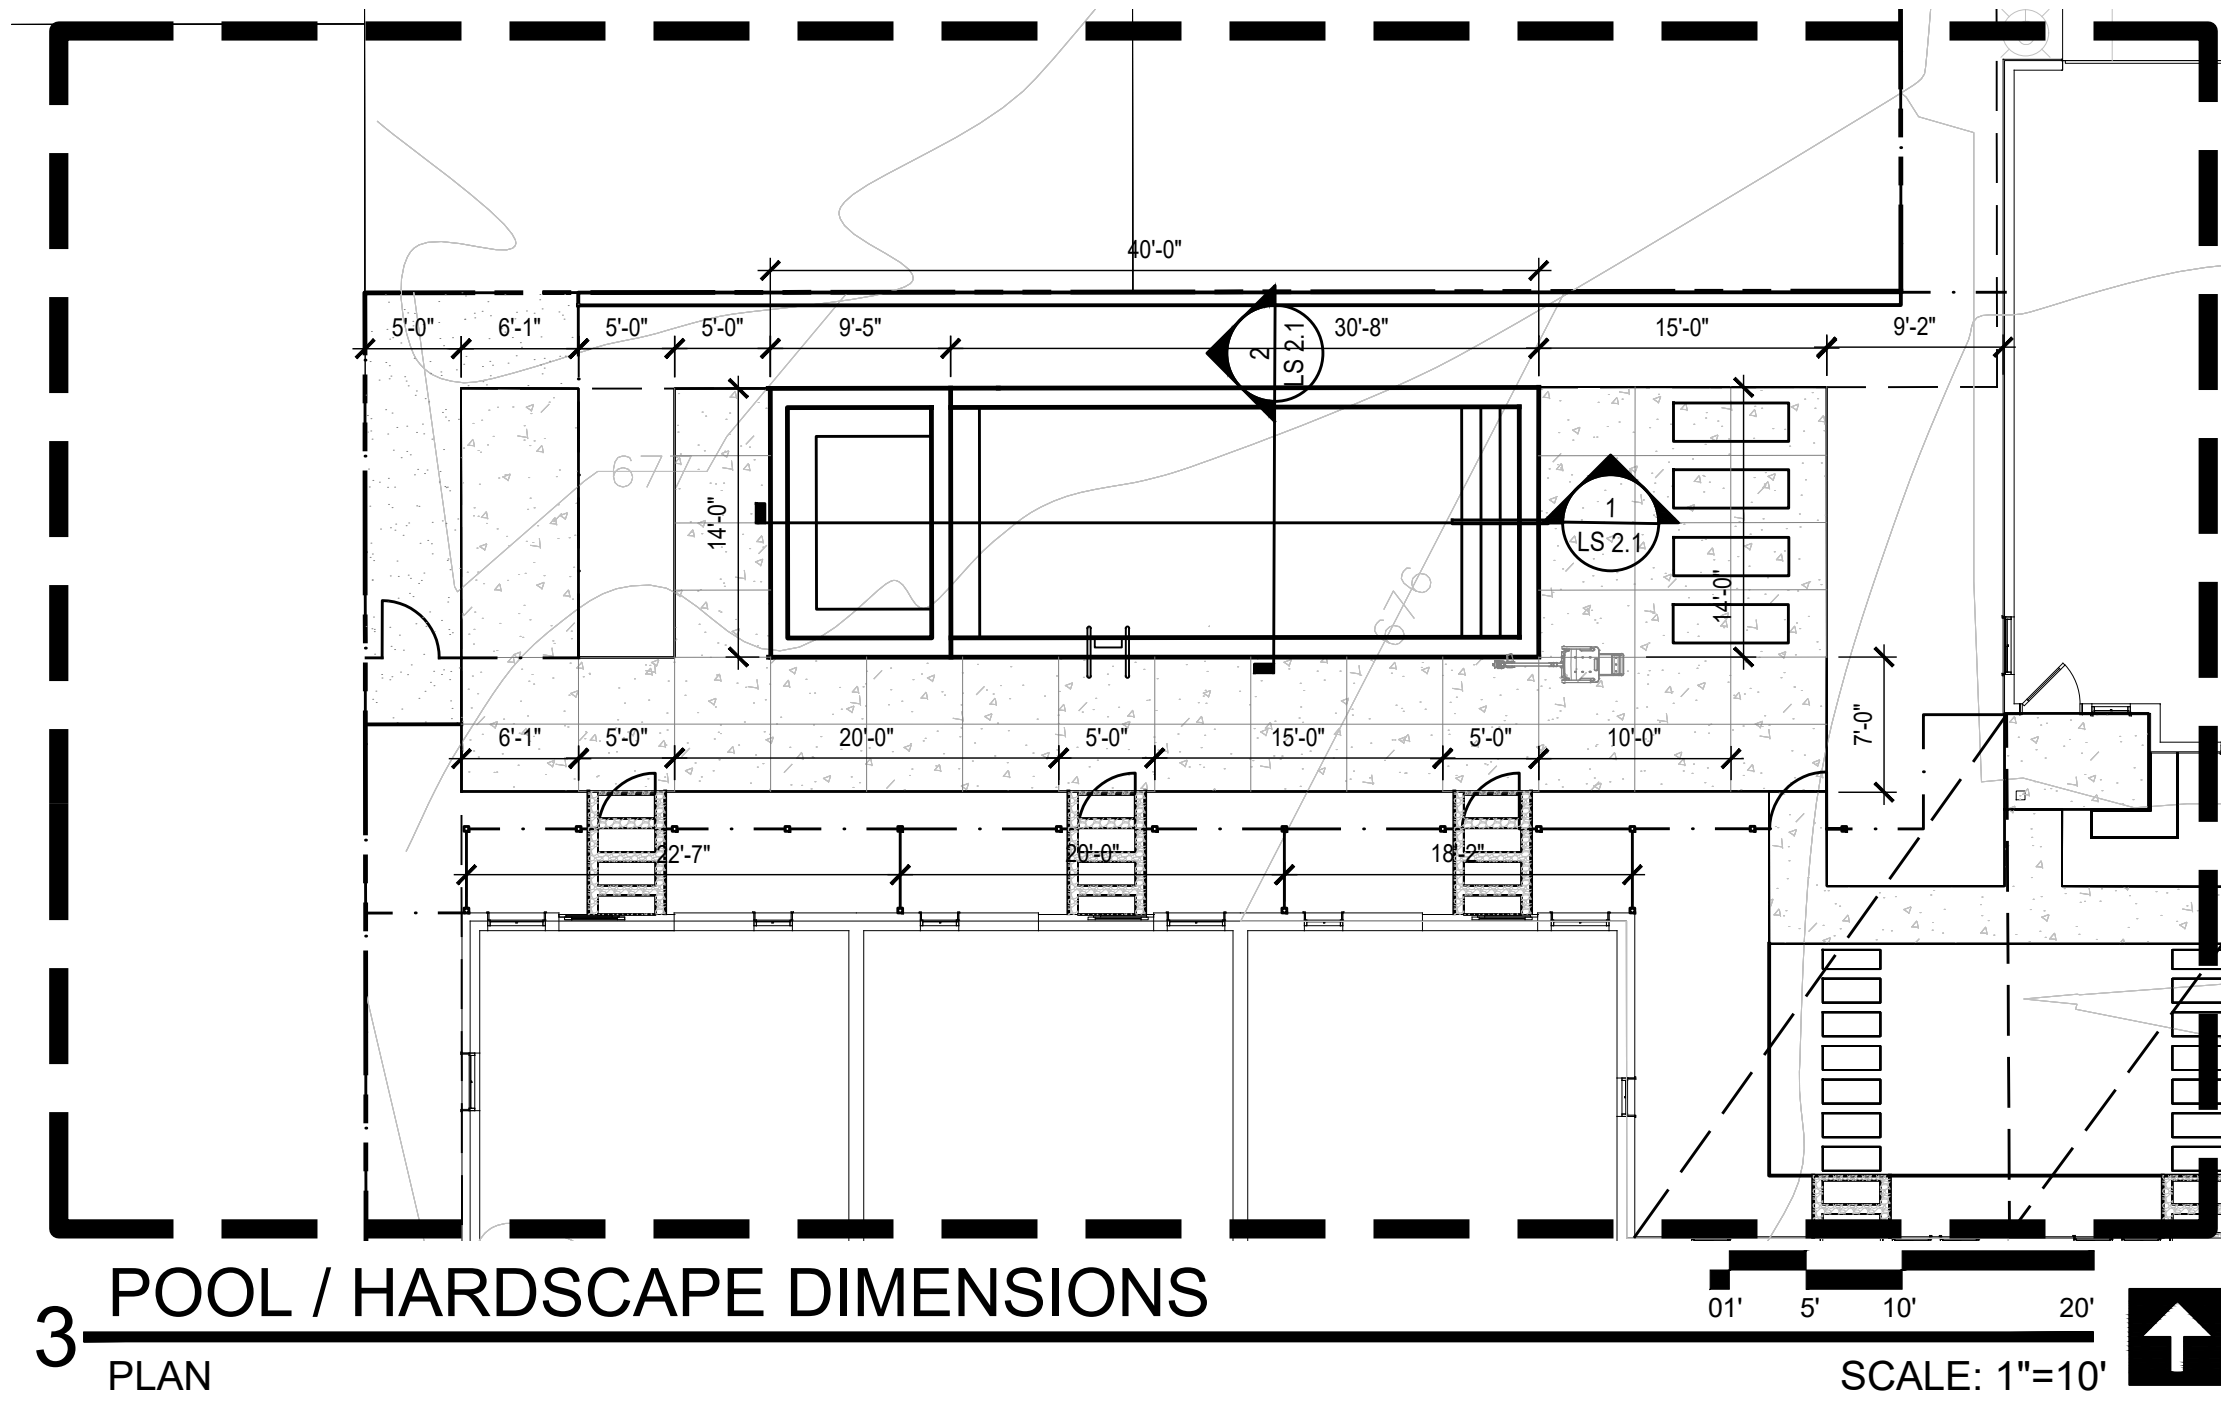 40'-0"
5'-0" 6'-1" 5'-0" 5'-0" 9'-5" 30'-8" 15'-0" 9'-2"
2
LS 2.1
677
14'-0"
1
LS 2.1
14'-0"
676
7'-0"
6'-1" 5'-0" 20'-0" 5'-0" 15'-0" 5'-0" 10'-0"
22'-7" 20'-0" 18'-2"
3 POOL / HARDSCAPE DIMENSIONS
PLAN
01' 5' 10' 20'
SCALE: 1"=10'